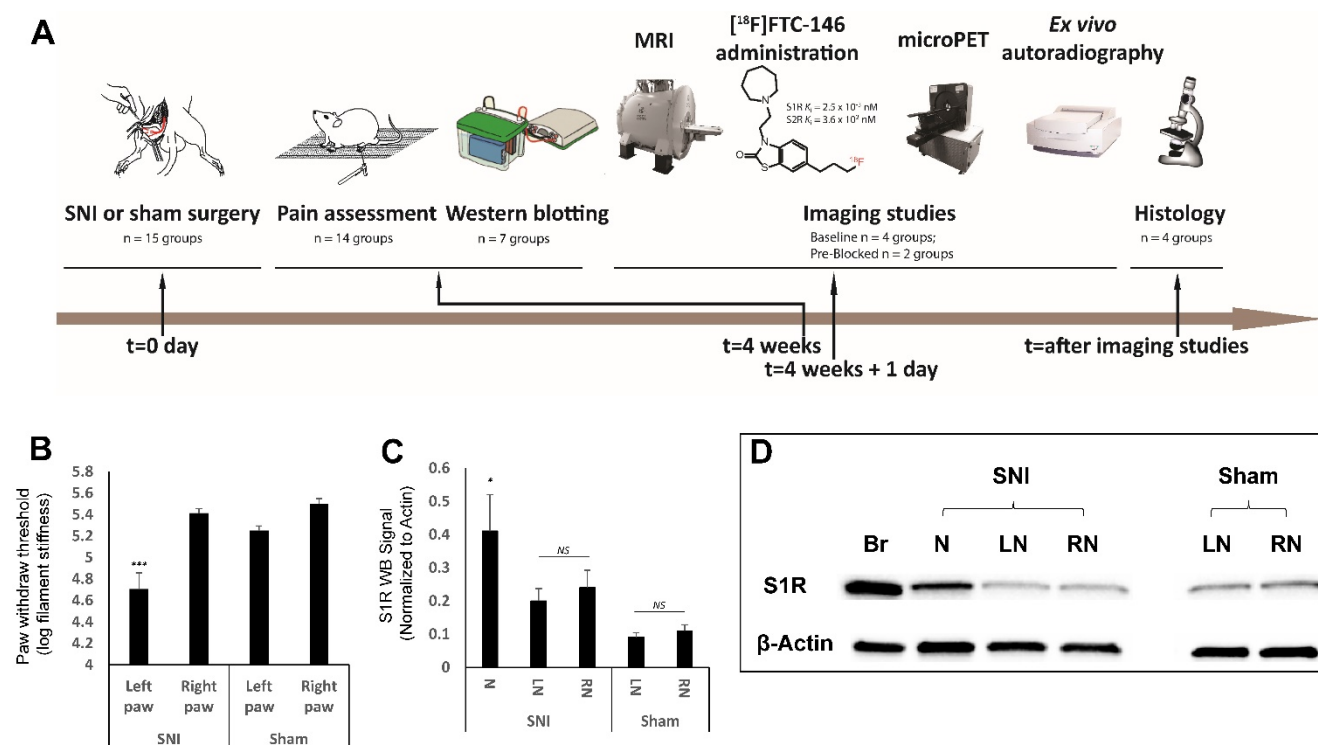 A
MRI
[¹⁸F]FTC-146
administration
microPET
Ex vivo
autoradiography
S1R Kᵢ = 2.5 x 10⁻³ nM
S2R Kᵢ = 3.6 x 10² nM
N
N
O
S
¹⁸F
SNI or sham surgery
n = 15 groups
Pain assessment
n = 14 groups
Western blotting
n = 7 groups
Imaging studies
Baseline n = 4 groups;
Pre-Blocked n = 2 groups
Histology
n = 4 groups
t=0 day
t=4 weeks
t=4 weeks + 1 day
t=after imaging studies
B
Paw withdraw threshold
(log filament stiffness)
5.8
5.6
5.4
5.2
5
4.8
4.6
4.4
4.2
4
***
Left paw
Right paw
Left paw
Right paw
SNI
Sham
C
S1R WB Signal
(Normalized to Actin)
0.6
0.5
0.4
0.3
0.2
0.1
0
*
NS
NS
N
LN
RN
LN
RN
SNI
Sham
D
SNI
Sham
Br
N
LN
RN
LN
RN
S1R
β-Actin